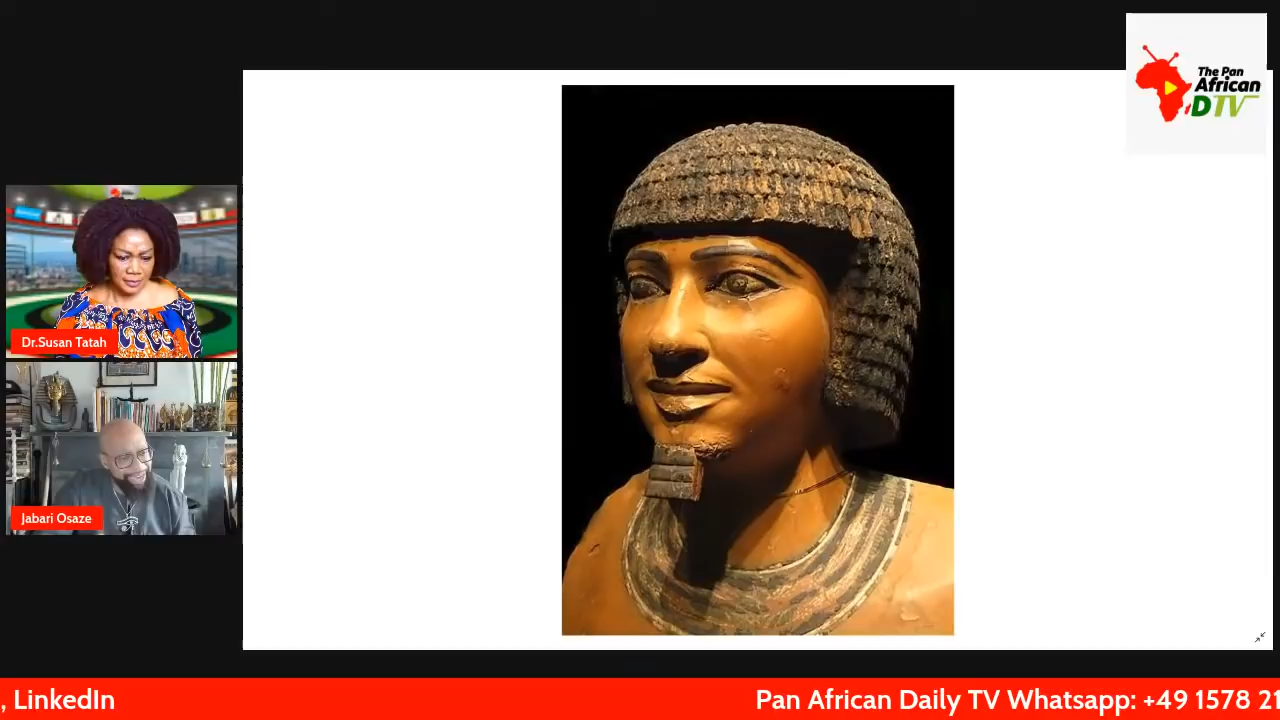 The Pan
African
DTV
Dr.Susan Tatah
Jabari Osaze
, LinkedIn
Pan African Daily TV Whatsapp: +49 1578 21